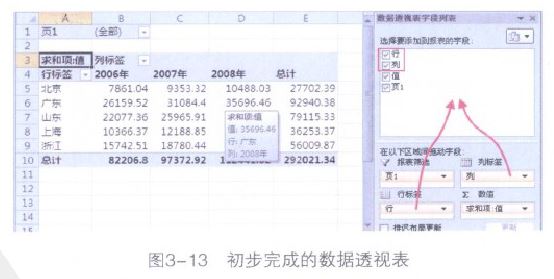 A B C D E
1 页1 (全部)
2
3 求和项:值 列标签
4 行标签 2006年 2007年 2008年 总计
5 北京 7861.04 9353.32 10488.03 27702.39
6 广东 26159.52 31084.4 35696.46 92940.38
7 山东 22077.36 25965.91 79115.33
8 上海 10366.37 12188.85 36253.37
9 浙江 15742.51 18780.44 56009.87
10 总计 82206.8 97372.92 292021.34
11
12
13
14
15
求和项:值
值: 35696.46
行: 广东
列: 2008年
数据透视表字段列表
选择要添加到报表的字段:
行
列
值
页1
在以下区域间拖动字段:
报表筛选 列标签
页1 列
行标签 Σ 数值
行 求和项:值
推迟布局更新 更新
图3-13 初步完成的数据透视表